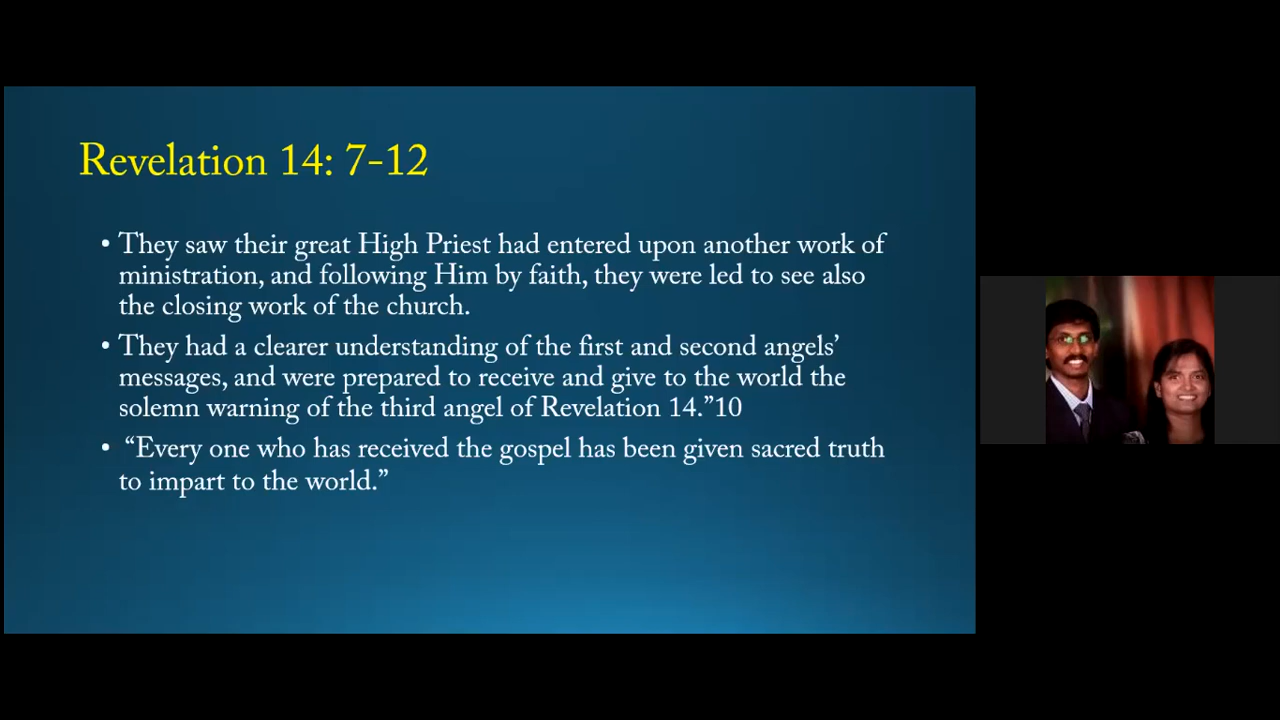 Revelation 14: 7-12
• They saw their great High Priest had entered upon another work of
ministration, and following Him by faith, they were led to see also
the closing work of the church.
• They had a clearer understanding of the first and second angels’
messages, and were prepared to receive and give to the world the
solemn warning of the third angel of Revelation 14.”10
• “Every one who has received the gospel has been given sacred truth
to impart to the world.”